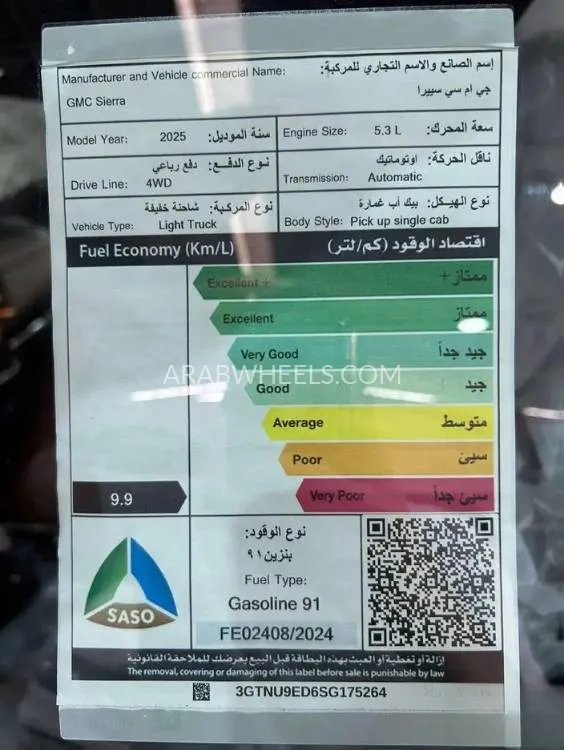 إسم الصانع والاسم التجاري للمركبة:
Manufacturer and Vehicle commercial Name:
جي ام سي سييرا
GMC Sierra
Model Year: 2025 سنة الموديل:
Engine Size: 5.3 L سعة المحرك:
نوع الدفع: دفع رباعي
Drive Line: 4WD
ناقل الحركة: اوتوماتيك
Transmission: Automatic
نوع المركبة: شاحنة خفيفة
Vehicle Type: Light Truck
نوع الهيكل: بيك أب غمارة
Body Style: Pick up single cab
Fuel Economy (Km/L) اقتصاد الوقود (كم/لتر)
Excellent + ممتاز +
Excellent ممتاز
Very Good جيد جداً
ARABWHEELS.COM
Good جيد
Average متوسط
Poor سيئ
Very Poor سيئ جداً
9.9
SASO
نوع الوقود:
بنزين ٩١
Fuel Type:
Gasoline 91
FE02408/2024
إزالة أو تغطية أو العبث بهذه البطاقة قبل البيع يعرضك للملاحقة القانونية
The removal, covering or damaging of this label before sale is punishable by law
3GTNU9ED6SG175264